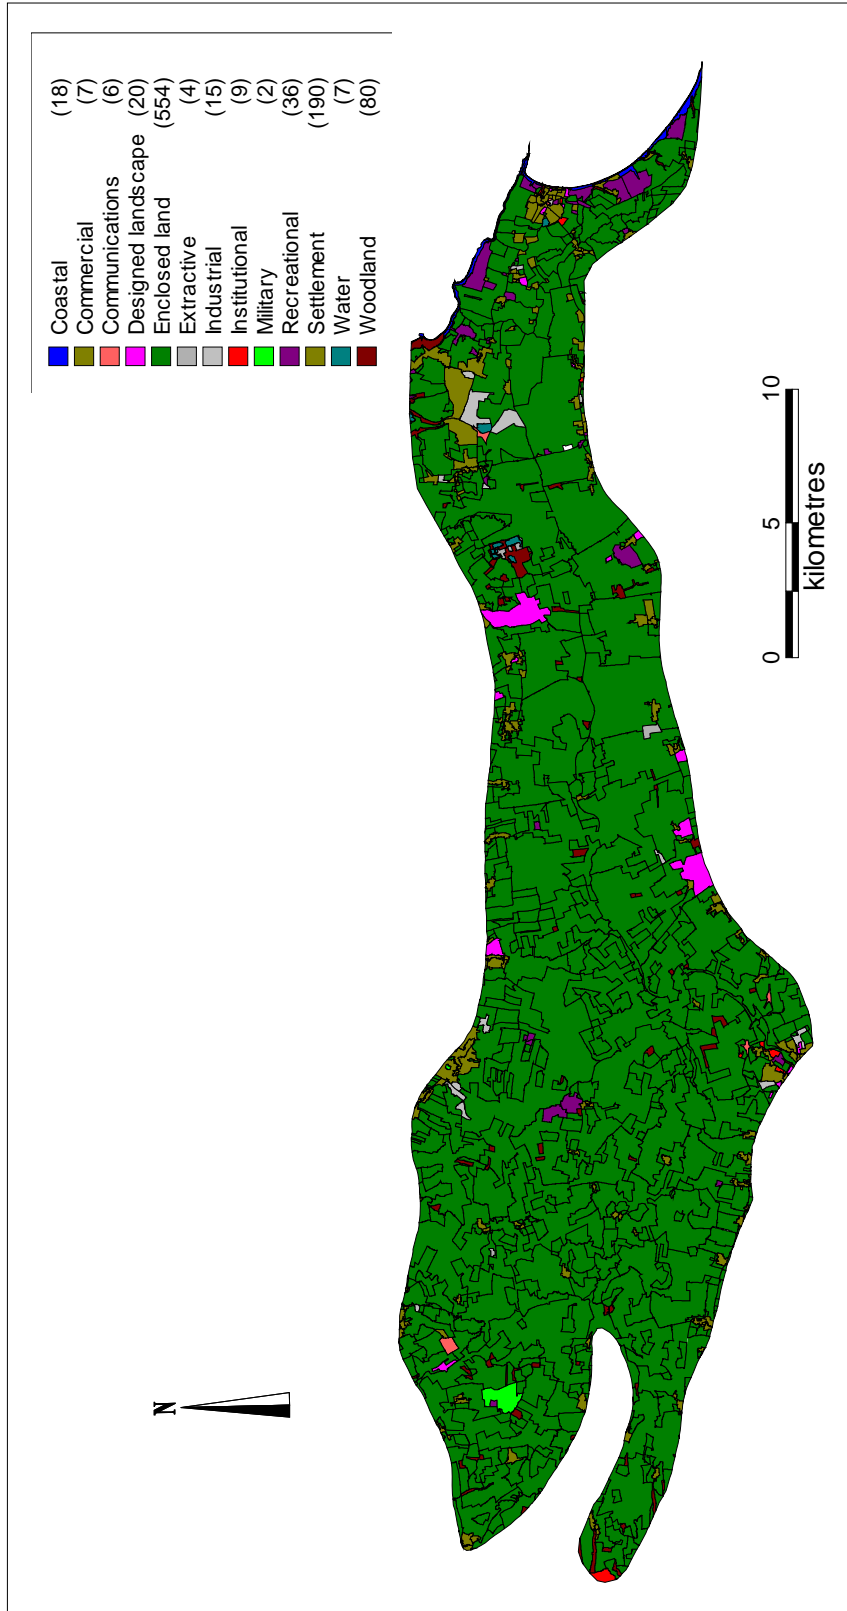 Coastal (18)
Commercial (7)
Communications (6)
Designed landscape (20)
Enclosed land (554)
Extractive (4)
Industrial (15)
Institutional (9)
Military (2)
Recreational (36)
Settlement (190)
Water (7)
Woodland (80)
N
0 5 10
kilometres